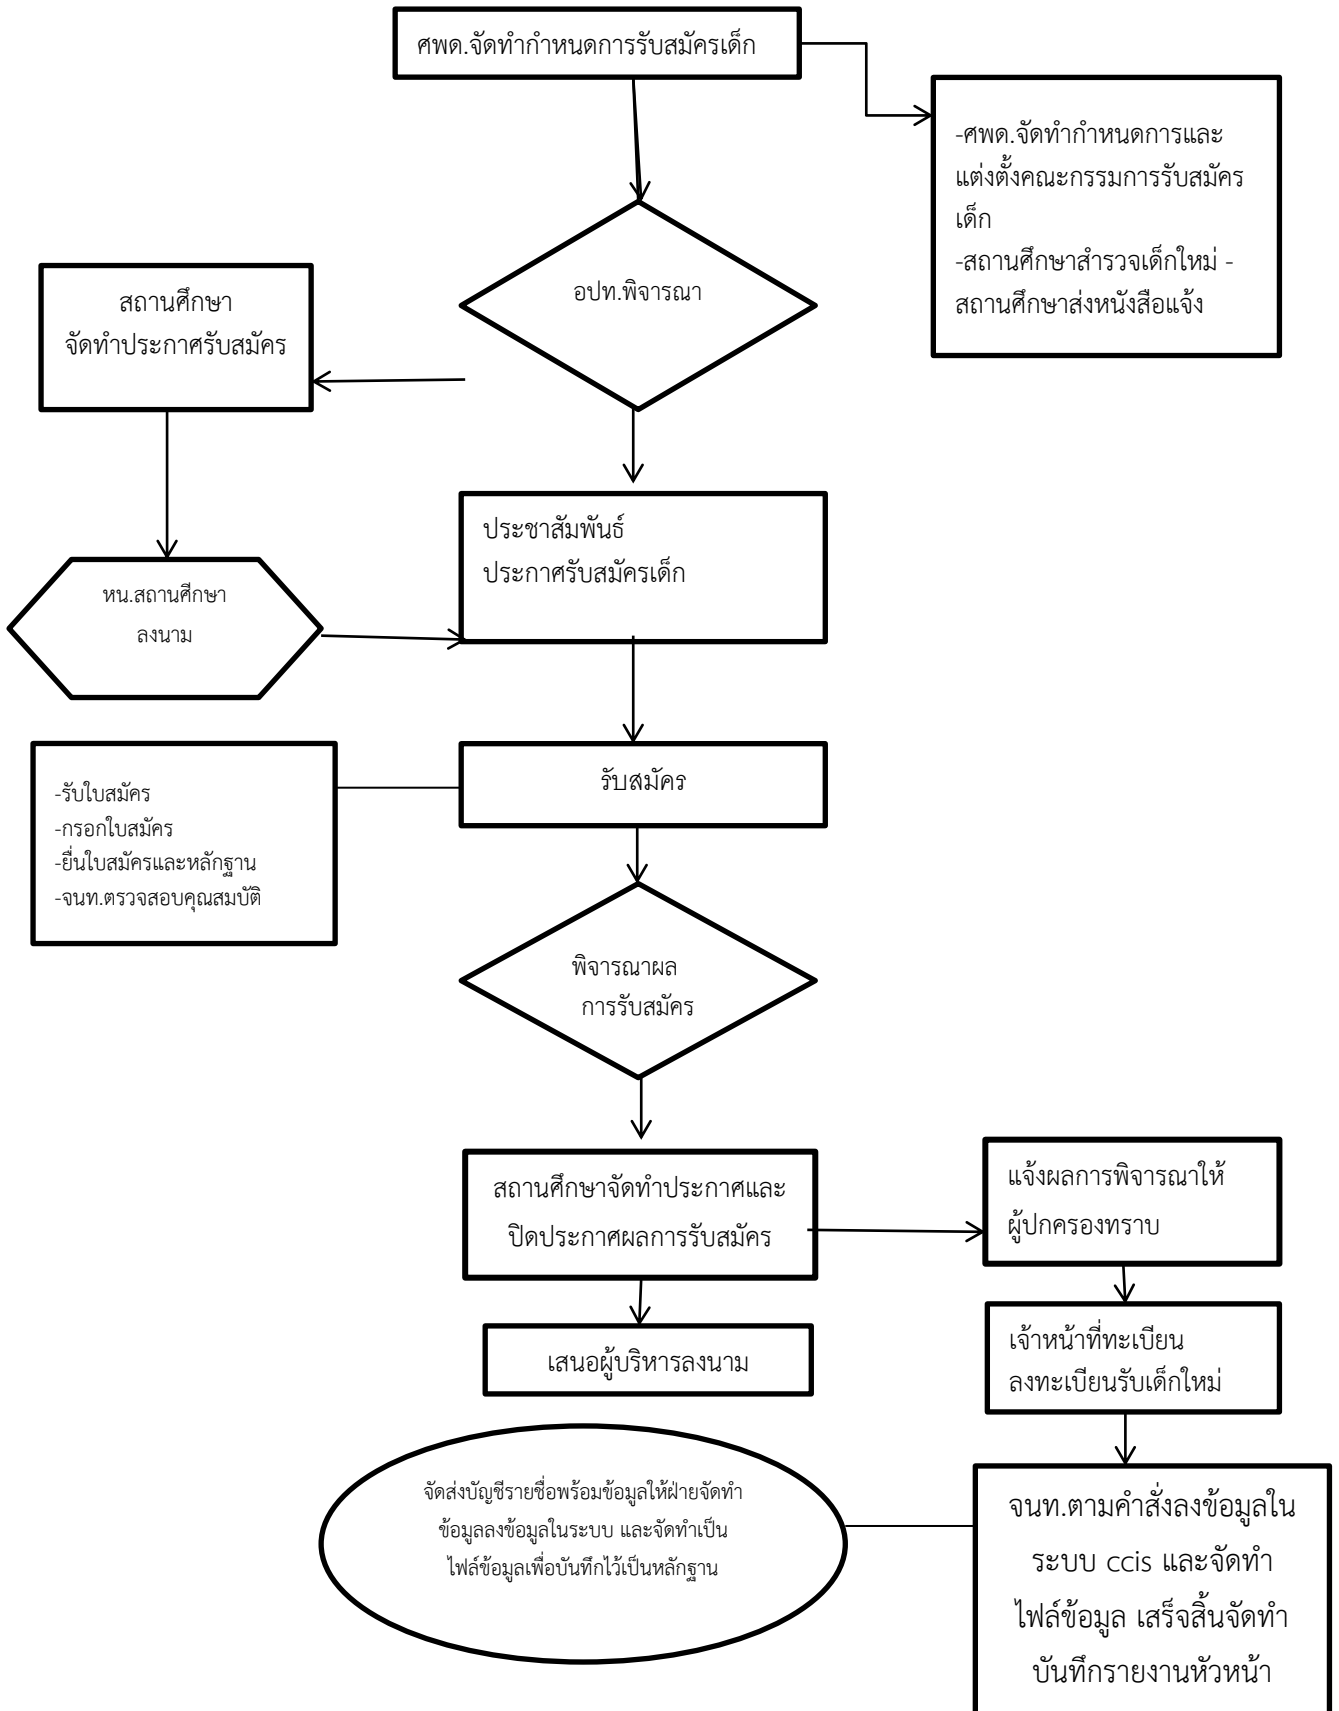 ศพด.จัดทำกำหนดการรับสมัครเด็ก
-ศพด.จัดทำกำหนดการและ
แต่งตั้งคณะกรรมการรับสมัคร
เด็ก
-สถานศึกษาสำรวจเด็กใหม่ -
สถานศึกษาส่งหนังสือแจ้ง
อปท.พิจารณา
สถานศึกษา
จัดทำประกาศรับสมัคร
ประชาสัมพันธ์
ประกาศรับสมัครเด็ก
หน.สถานศึกษา
ลงนาม
รับสมัคร
-รับใบสมัคร
-กรอกใบสมัคร
-ยื่นใบสมัครและหลักฐาน
-จนท.ตรวจสอบคุณสมบัติ
พิจารณาผล
การรับสมัคร
สถานศึกษาจัดทำประกาศและ
ปิดประกาศผลการรับสมัคร
แจ้งผลการพิจารณาให้
ผู้ปกครองทราบ
เสนอผู้บริหารลงนาม
เจ้าหน้าที่ทะเบียน
ลงทะเบียนรับเด็กใหม่
จัดส่งบัญชีรายชื่อพร้อมข้อมูลให้ฝ่ายจัดทำ
ข้อมูลลงข้อมูลในระบบ และจัดทำเป็น
ไฟล์ข้อมูลเพื่อบันทึกไว้เป็นหลักฐาน
จนท.ตามคำสั่งลงข้อมูลใน
ระบบ ccis และจัดทำ
ไฟล์ข้อมูล เสร็จสิ้นจัดทำ
บันทึกรายงานหัวหน้า